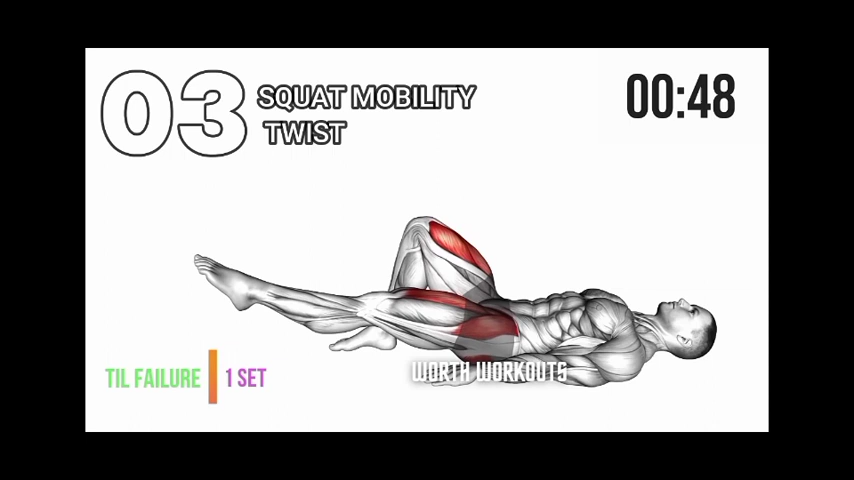 03
SQUAT MOBILITY
TWIST
00:48
TIL FAILURE
1 SET
WORTH WORKOUTS